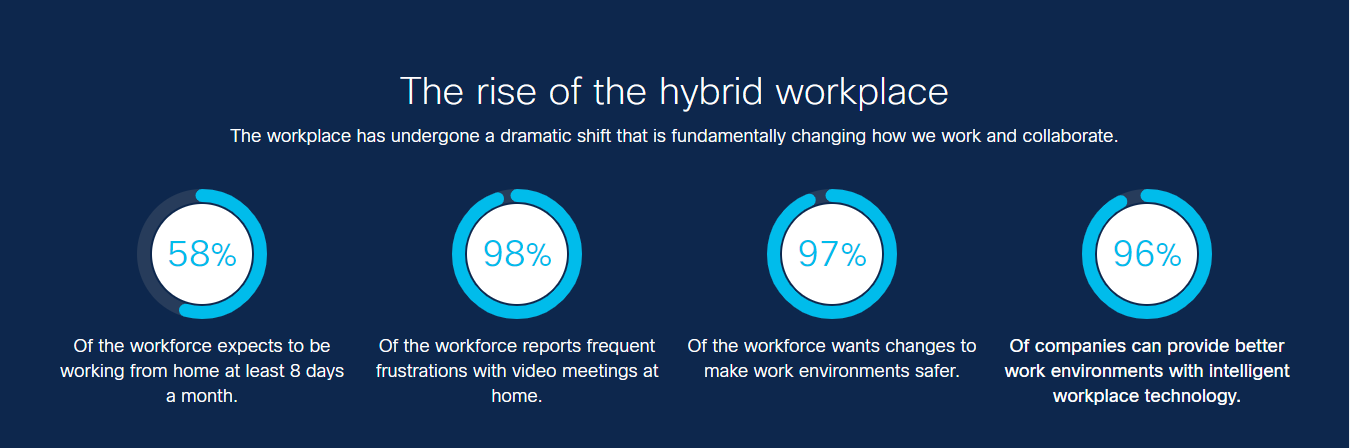 The rise of the hybrid workplace
The workplace has undergone a dramatic shift that is fundamentally changing how we work and collaborate.
58%
Of the workforce expects to be
working from home at least 8 days
a month.
98%
Of the workforce reports frequent
frustrations with video meetings at
home.
97%
Of the workforce wants changes to
make work environments safer.
96%
Of companies can provide better
work environments with intelligent
workplace technology.